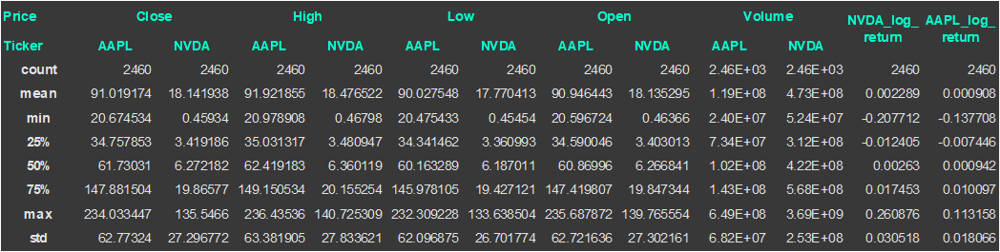 Price Close High Low Open Volume NVDA_log_return AAPL_log_return
Ticker AAPL NVDA AAPL NVDA AAPL NVDA AAPL NVDA AAPL NVDA
count 2460 2460 2460 2460 2460 2460 2460 2460 2.46E+03 2.46E+03 2460 2460
mean 91.019174 18.141938 91.921855 18.476522 90.027548 17.770413 90.946443 18.135295 1.19E+08 4.73E+08 0.002289 0.000908
min 20.674534 0.45934 20.978908 0.46798 20.475433 0.45454 20.596724 0.46366 2.40E+07 5.24E+07 -0.207712 -0.137708
25% 34.757853 3.419186 35.031317 3.480947 34.341462 3.360993 34.590046 3.403013 7.34E+07 3.12E+08 -0.012405 -0.007446
50% 61.73031 6.272182 62.419183 6.360119 60.163289 6.187011 60.86996 6.266841 1.02E+08 4.22E+08 0.00263 0.000942
75% 147.881504 19.86577 149.150534 20.155254 145.978105 19.427121 147.419807 19.847344 1.43E+08 5.68E+08 0.017453 0.010097
max 234.033447 135.5466 236.43536 140.725309 232.309228 133.638504 235.687872 139.765554 6.49E+08 3.69E+09 0.260876 0.113158
std 62.77324 27.296772 63.381905 27.833621 62.096875 26.701774 62.721636 27.302161 6.82E+07 2.53E+08 0.030518 0.018066